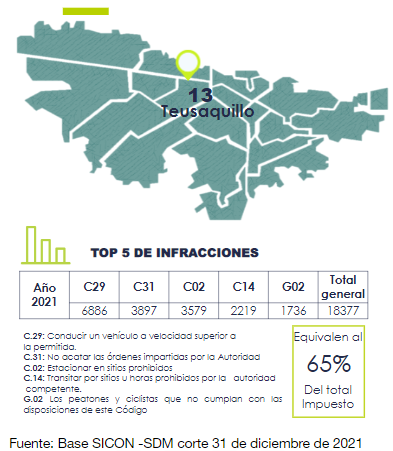 13
Teusaquillo
TOP 5 DE INFRACCIONES
Año 2021 C29 C31 C02 C14 G02 Total general
6886 3897 3579 2219 1736 18377
C.29: Conducir un vehículo a velocidad superior a
la permitida.
C.31: No acatar las órdenes impartidas por la Autoridad
C.02: Estacionar en sitios prohibidos
C.14: Transitar por sitios u horas prohibidos por la autoridad
competente.
G.02 Los peatones y ciclistas que no cumplan con las
disposiciones de este Código
Equivalen al
65%
Del total
Impuesto
Fuente: Base SICON -SDM corte 31 de diciembre de 2021